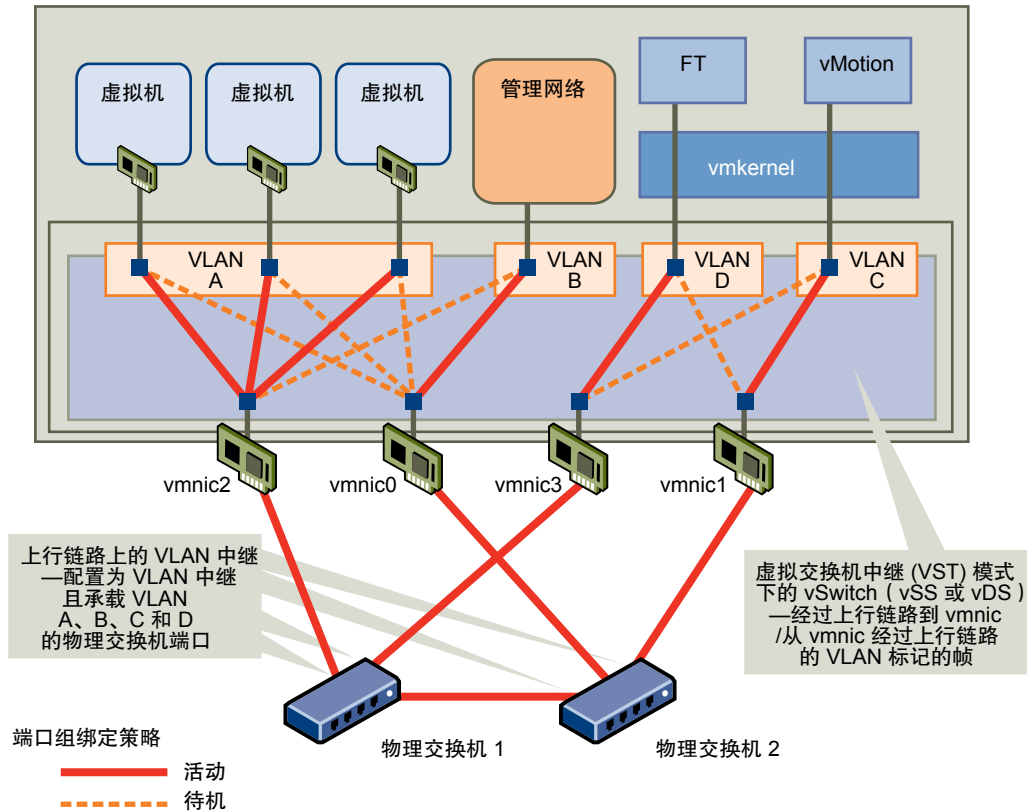 虚拟机
虚拟机
虚拟机
管理网络
FT
vMotion
vmkernel
VLAN
A
VLAN
B
VLAN
D
VLAN
C
vmnic2
vmnic0
vmnic3
vmnic1
上行链路上的 VLAN 中继
—配置为 VLAN 中继
且承载 VLAN
A、B、C 和 D
的物理交换机端口
虚拟交换机中继 (VST) 模式
下的 vSwitch（vSS 或 vDS）
—经过上行链路到 vmnic
/从 vmnic 经过上行链路
的 VLAN 标记的帧
物理交换机 1
物理交换机 2
端口组绑定策略
活动
待机